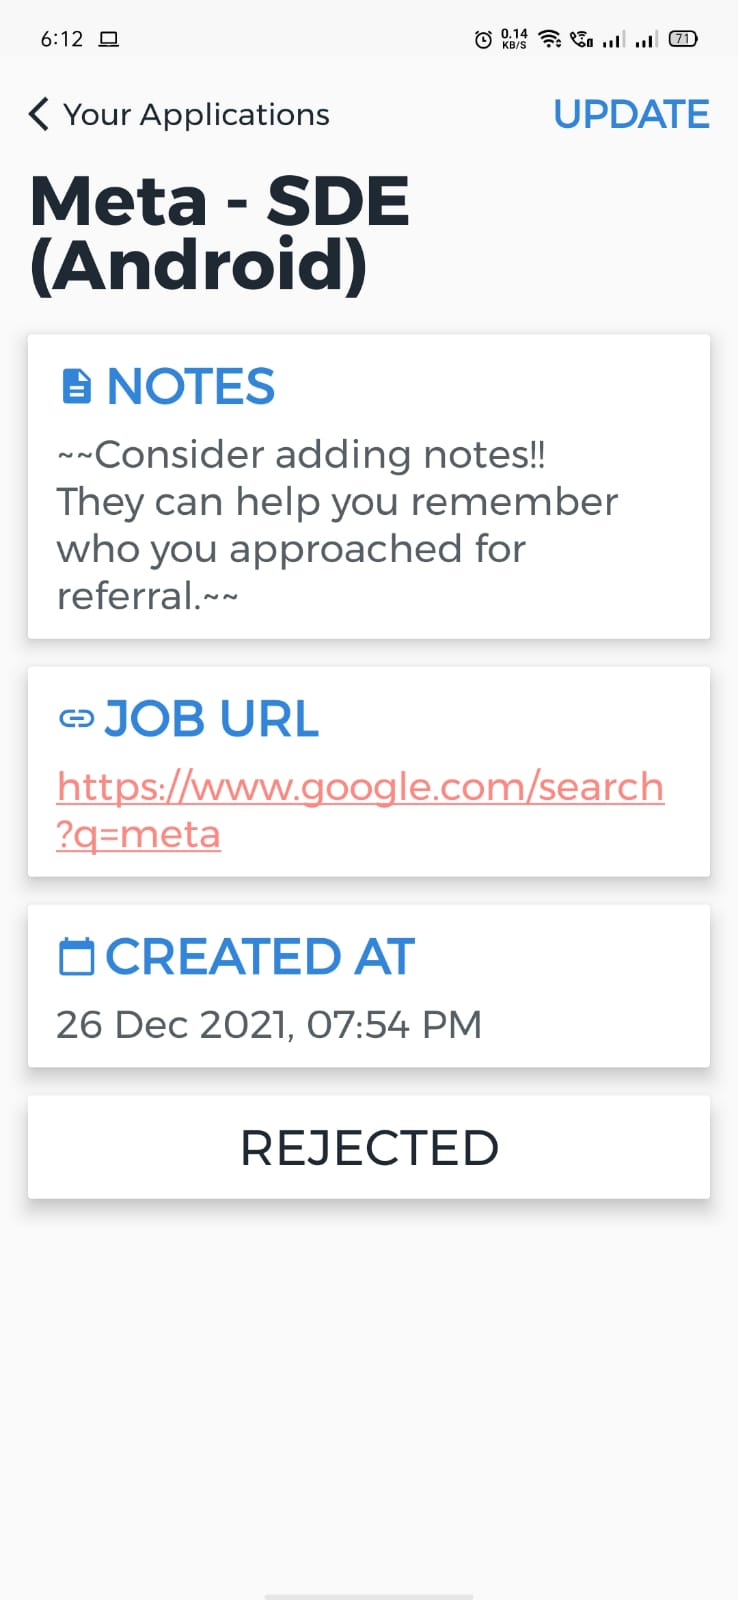 6:12 0.14 KB/S 71
Your Applications UPDATE
Meta - SDE
(Android)
NOTES
~~Consider adding notes!!
They can help you remember
who you approached for
referral.~~
JOB URL
https://www.google.com/search
?q=meta
CREATED AT
26 Dec 2021, 07:54 PM
REJECTED